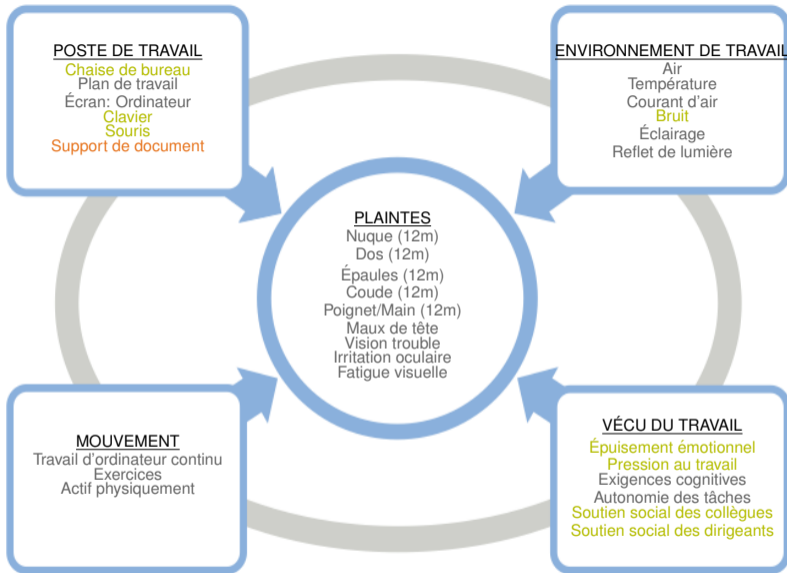 POSTE DE TRAVAIL
Chaise de bureau
Plan de travail
Écran: Ordinateur
Clavier
Souris
Support de document
ENVIRONNEMENT DE TRAVAIL
Air
Température
Courant d'air
Bruit
Éclairage
Reflet de lumière
PLAINTES
Nuque (12m)
Dos (12m)
Épaules (12m)
Coude (12m)
Poignet/Main (12m)
Maux de tête
Vision trouble
Irritation oculaire
Fatigue visuelle
MOUVEMENT
Travail d'ordinateur continu
Exercices
Actif physiquement
VÉCU DU TRAVAIL
Épuisement émotionnel
Pression au travail
Exigences cognitives
Autonomie des tâches
Soutien social des collègues
Soutien social des dirigeants